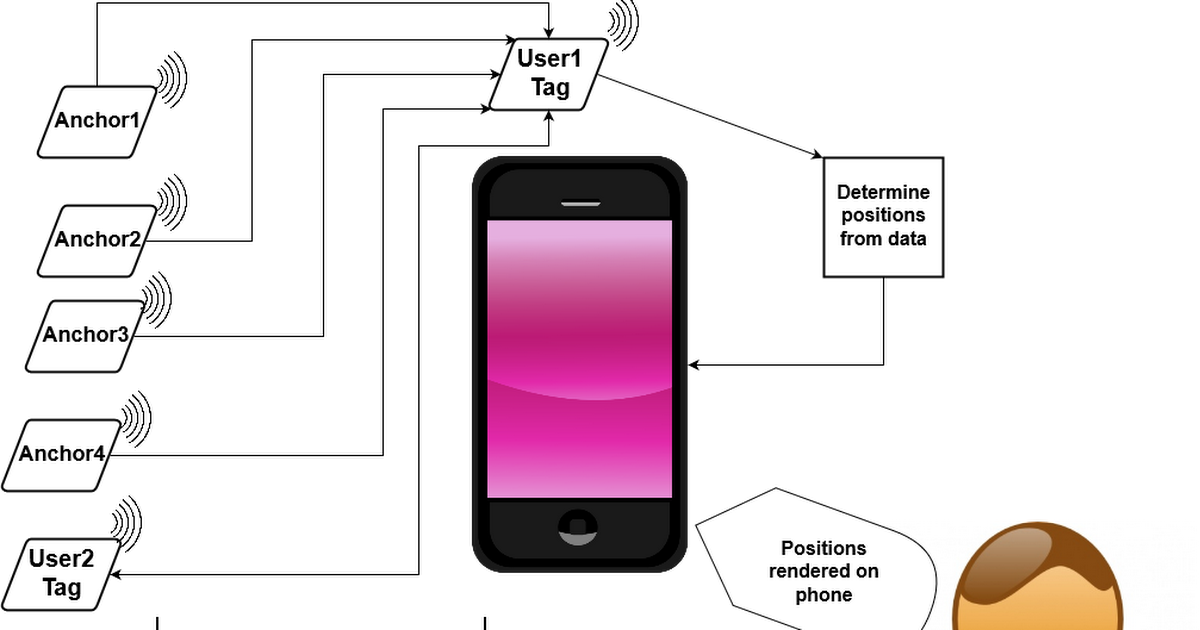 User1
Tag
Anchor1
Determine
positions
from data
Anchor2
Anchor3
Anchor4
User2
Tag
Positions
rendered on
phone